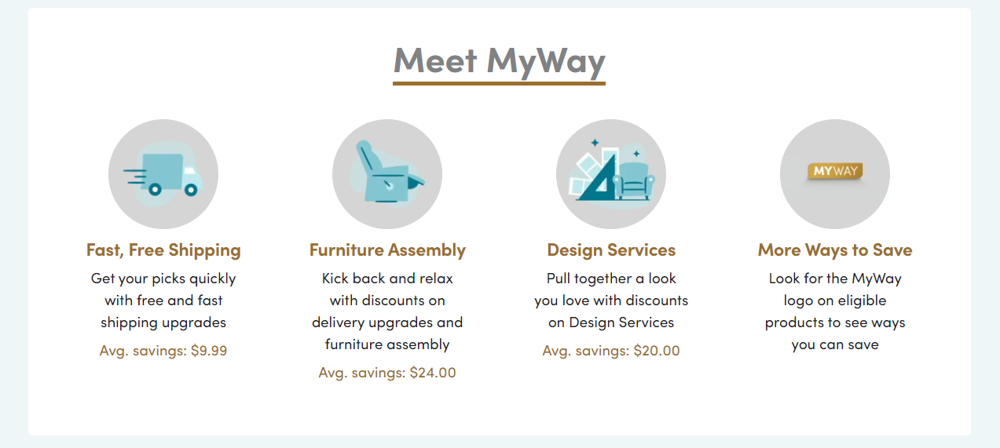 Meet MyWay
Fast, Free Shipping
Get your picks quickly
with free and fast
shipping upgrades
Avg. savings: $9.99
Furniture Assembly
Kick back and relax
with discounts on
delivery upgrades and
furniture assembly
Avg. savings: $24.00
Design Services
Pull together a look
you love with discounts
on Design Services
Avg. savings: $20.00
MYWAY
More Ways to Save
Look for the MyWay
logo on eligible
products to see ways
you can save